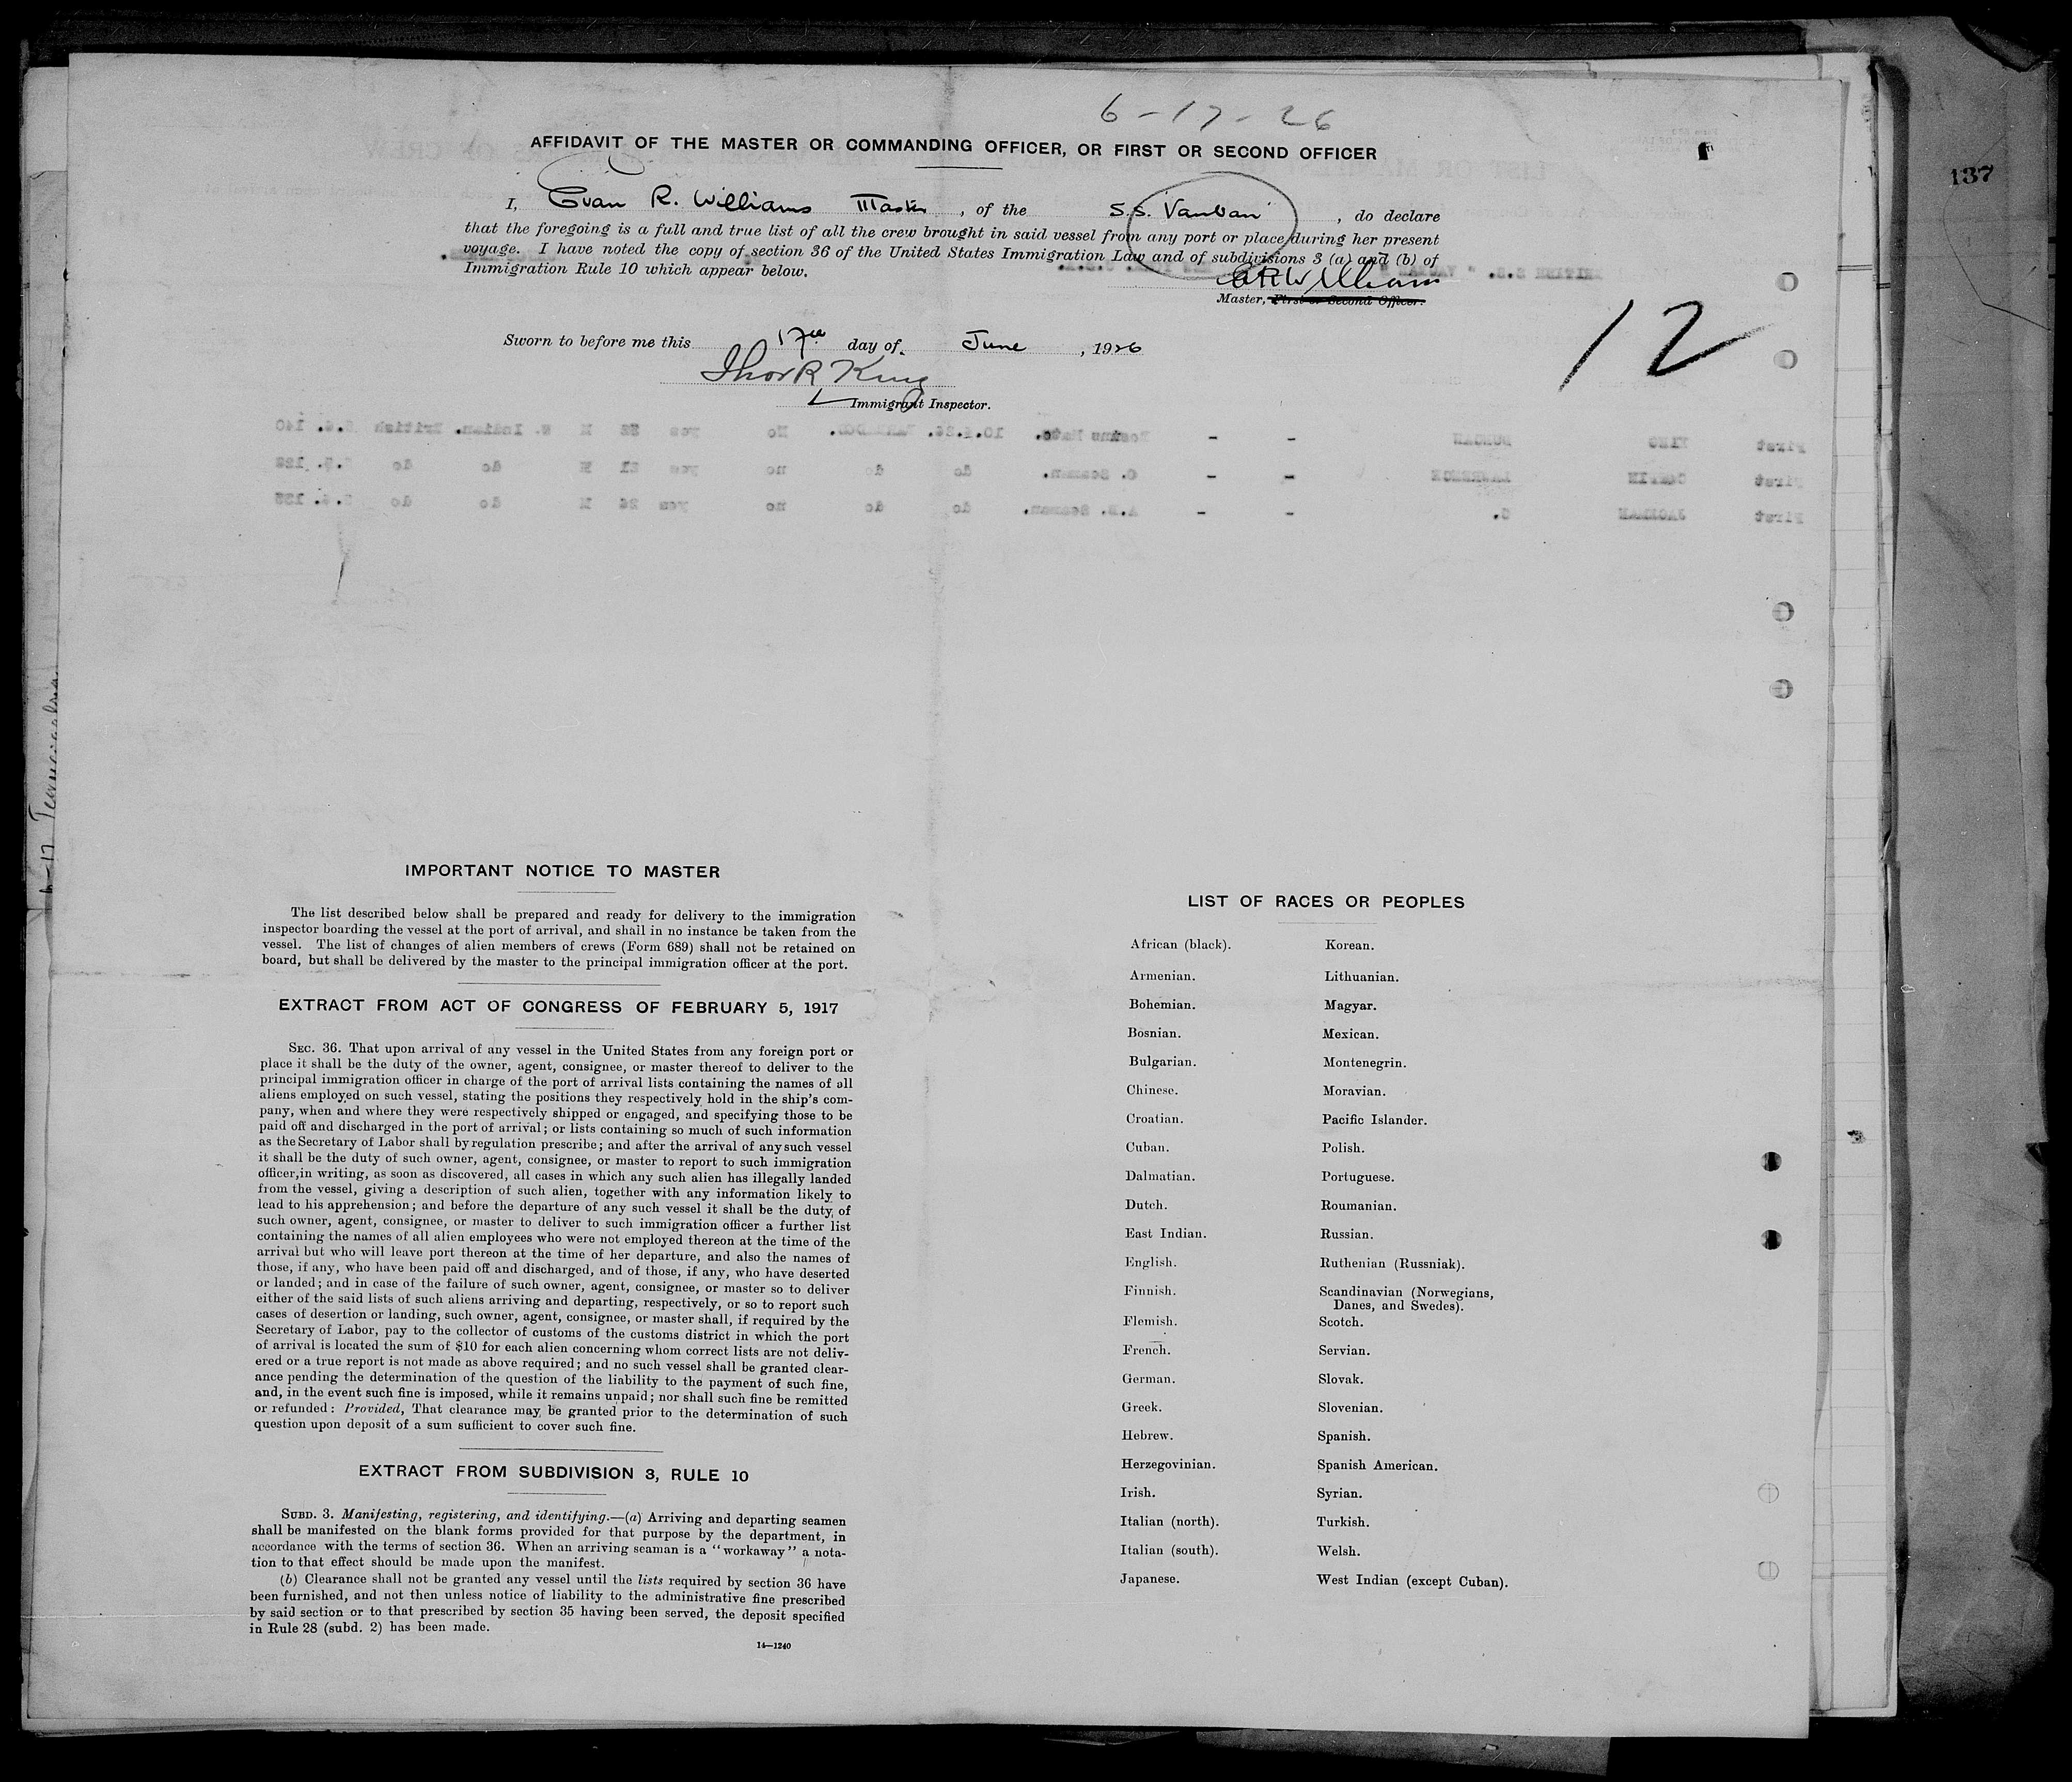 6-17-26
AFFIDAVIT OF THE MASTER OR COMMANDING OFFICER, OR FIRST OR SECOND OFFICER
137
I, Evan R. Williams Master, of the S.S. Vauban, do declare
that the foregoing is a full and true list of all the crew brought in said vessel from any port or place during her present
voyage. I have noted the copy of section 36 of the United States Immigration Law and of subdivisions 3 (a) and (b) of
Immigration Rule 10 which appear below.
Williams
Master, First or Second Officer.
12
Sworn to before me this 17th day of June, 1926
King
Immigrant Inspector.
IMPORTANT NOTICE TO MASTER
The list described below shall be prepared and ready for delivery to the immigration
inspector boarding the vessel at the port of arrival, and shall in no instance be taken from the
vessel. The list of changes of alien members of crews (Form 689) shall not be retained on
board, but shall be delivered by the master to the principal immigration officer at the port.
EXTRACT FROM ACT OF CONGRESS OF FEBRUARY 5, 1917
SEC. 36. That upon arrival of any vessel in the United States from any foreign port or
place it shall be the duty of the owner, agent, consignee, or master thereof to deliver to the
principal immigration officer in charge of the port of arrival lists containing the names of all
aliens employed on such vessel, stating the positions they respectively hold in the ship's com-
pany, when and where they were respectively shipped or engaged, and specifying those to be
paid off and discharged in the port of arrival; or lists containing so much of such information
as the Secretary of Labor shall by regulation prescribe; and after the arrival of any such vessel
it shall be the duty of such owner, agent, consignee, or master to report to such immigration
officer, in writing, as soon as discovered, all cases in which any such alien has illegally landed
from the vessel, giving a description of such alien, together with any information likely to
lead to his apprehension; and before the departure of any such vessel it shall be the duty of
such owner, agent, consignee, or master to deliver to such immigration officer a further list
containing the names of all alien employees who were not employed thereon at the time of the
arrival but who will leave port thereon at the time of her departure, and also the names of
those, if any, who have been paid off and discharged, and of those, if any, who have deserted
or landed; and in case of the failure of such owner, agent, consignee, or master so to deliver
either of the said lists of such aliens arriving and departing, respectively, or so to report such
cases of desertion or landing, such owner, agent, consignee, or master shall, if required by the
Secretary of Labor, pay to the collector of customs of the customs district in which the port
of arrival is located the sum of $10 for each alien concerning whom correct lists are not deliv-
ered or a true report is not made as above required; and no such vessel shall be granted clear-
ance pending the determination of the question of the liability to the payment of such fine,
and, in the event such fine is imposed, while it remains unpaid; nor shall such fine be remitted
or refunded: Provided, That clearance may be granted prior to the determination of such
question upon deposit of a sum sufficient to cover such fine.
EXTRACT FROM SUBDIVISION 3, RULE 10
SUBD. 3. Manifesting, registering, and identifying.—(a) Arriving and departing seamen
shall be manifested on the blank forms provided for that purpose by the department, in
accordance with the terms of section 36. When an arriving seaman is a "workaway" a nota-
tion to that effect should be made upon the manifest.
(b) Clearance shall not be granted any vessel until the lists required by section 36 have
been furnished, and not then unless notice of liability to the administrative fine prescribed
by said section or to that prescribed by section 35 having been served, the deposit specified
in Rule 28 (subd. 2) has been made.
14—1240
LIST OF RACES OR PEOPLES
African (black).
Armenian.
Bohemian.
Bosnian.
Bulgarian.
Chinese.
Croatian.
Cuban.
Dalmatian.
Dutch.
East Indian.
English.
Finnish.
Flemish.
French.
German.
Greek.
Hebrew.
Herzegovinian.
Irish.
Italian (north).
Italian (south).
Japanese.
Korean.
Lithuanian.
Magyar.
Mexican.
Montenegrin.
Moravian.
Pacific Islander.
Polish.
Portuguese.
Roumanian.
Russian.
Ruthenian (Russniak).
Scandinavian (Norwegians,
Danes, and Swedes).
Scotch.
Servian.
Slovak.
Slovenian.
Spanish.
Spanish American.
Syrian.
Turkish.
Welsh.
West Indian (except Cuban).